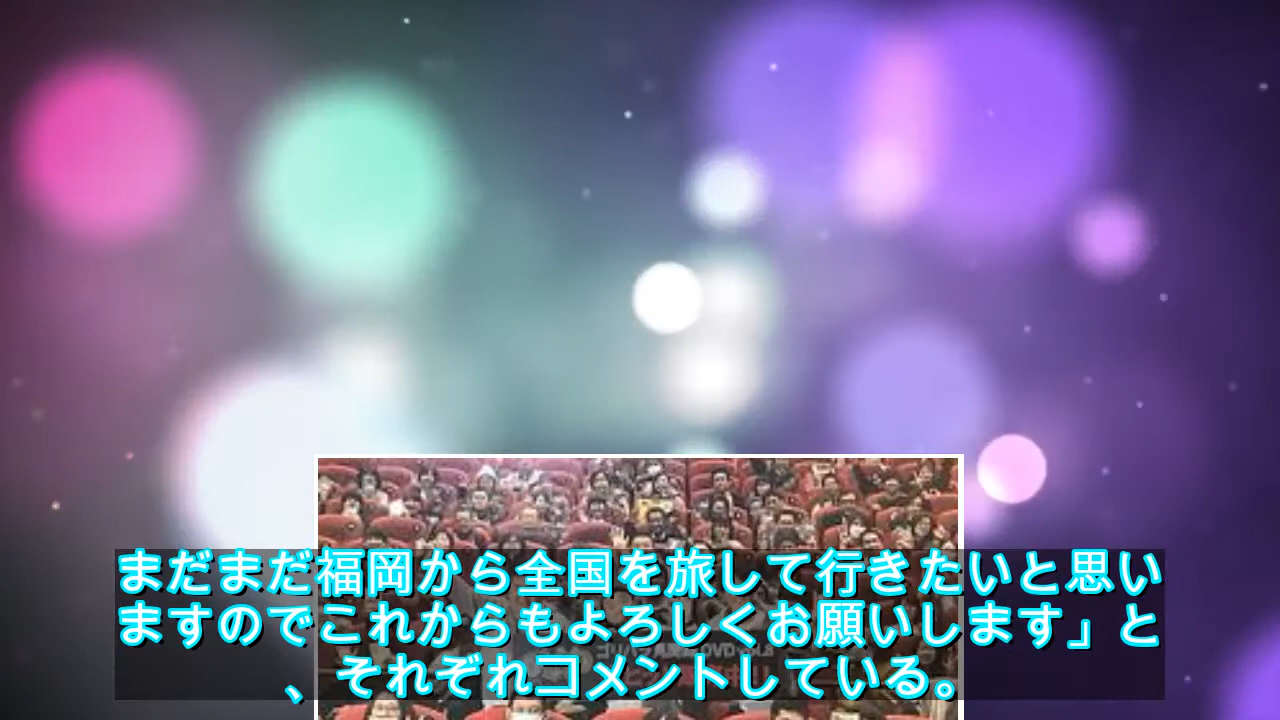 まだまだ福岡から全国を旅して行きたいと思い
ますのでこれからもよろしくお願いします」と
、それぞれコメントしている。